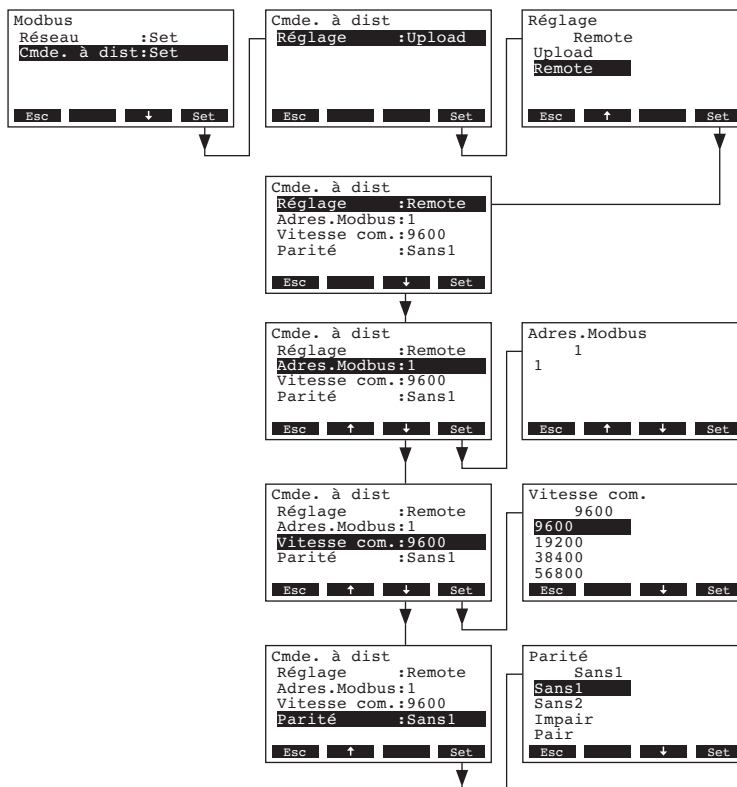 Modbus
Réseau :Set
Cmde. à dist:Set
Esc ↓ Set
Cmde. à dist
Réglage :Upload
Esc Set
Réglage
Remote
Upload
Remote
Esc ↑ Set
Cmde. à dist
Réglage :Remote
Adres.Modbus:1
Vitesse com.:9600
Parité :Sans1
Esc ↓ Set
Cmde. à dist
Réglage :Remote
Adres.Modbus:1
Vitesse com.:9600
Parité :Sans1
Esc ↑ ↓ Set
Adres.Modbus
1
1
Esc ↑ ↓ Set
Cmde. à dist
Réglage :Remote
Adres.Modbus:1
Vitesse com.:9600
Parité :Sans1
Esc ↑ ↓ Set
Vitesse com.
9600
9600
19200
38400
56800
Esc ↓ Set
Cmde. à dist
Réglage :Remote
Adres.Modbus:1
Vitesse com.:9600
Parité :Sans1
Esc ↑ Set
Parité
Sans1
Sans1
Sans2
Impair
Pair
Esc ↓ Set